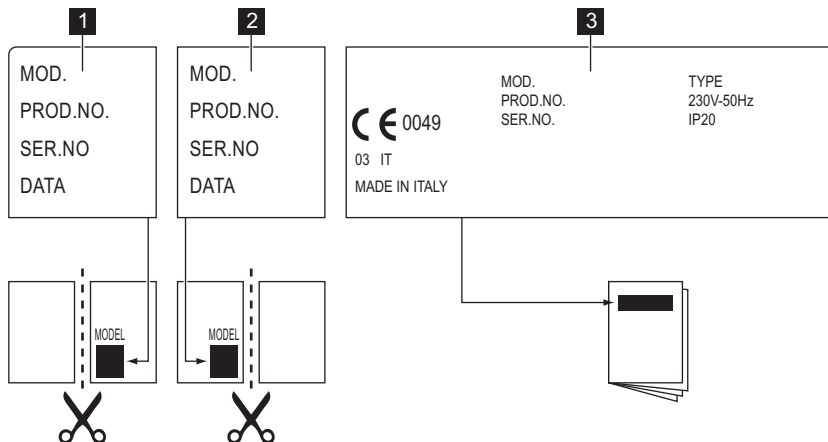 1
MOD.
PROD.NO.
SER.NO
DATA
2
MOD.
PROD.NO.
SER.NO
DATA
3
MOD.
PROD.NO.
SER.NO.
TYPE
230V-50Hz
IP20
CE 0049
03 IT
MADE IN ITALY
MODEL
MODEL